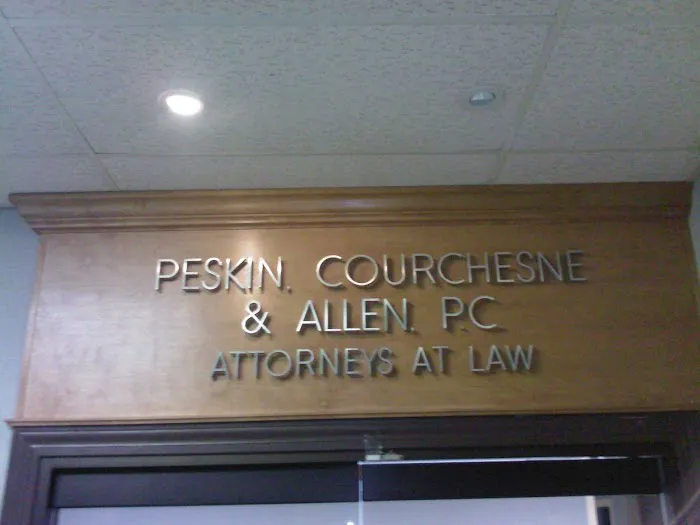 PESKIN, COURCHESNE
& ALLEN, P.C
ATTORNEYS AT LAW